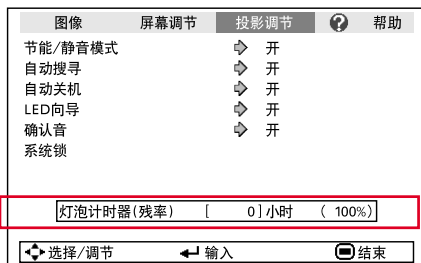 图像 屏幕调节 投影调节 ? 帮助
节能/静音模式 开
自动搜寻 开
自动关机 开
LED向导 开
确认音 开
系统锁
灯泡计时器(残率) [ 0]小时 ( 100%)
选择/调节 输入 结束